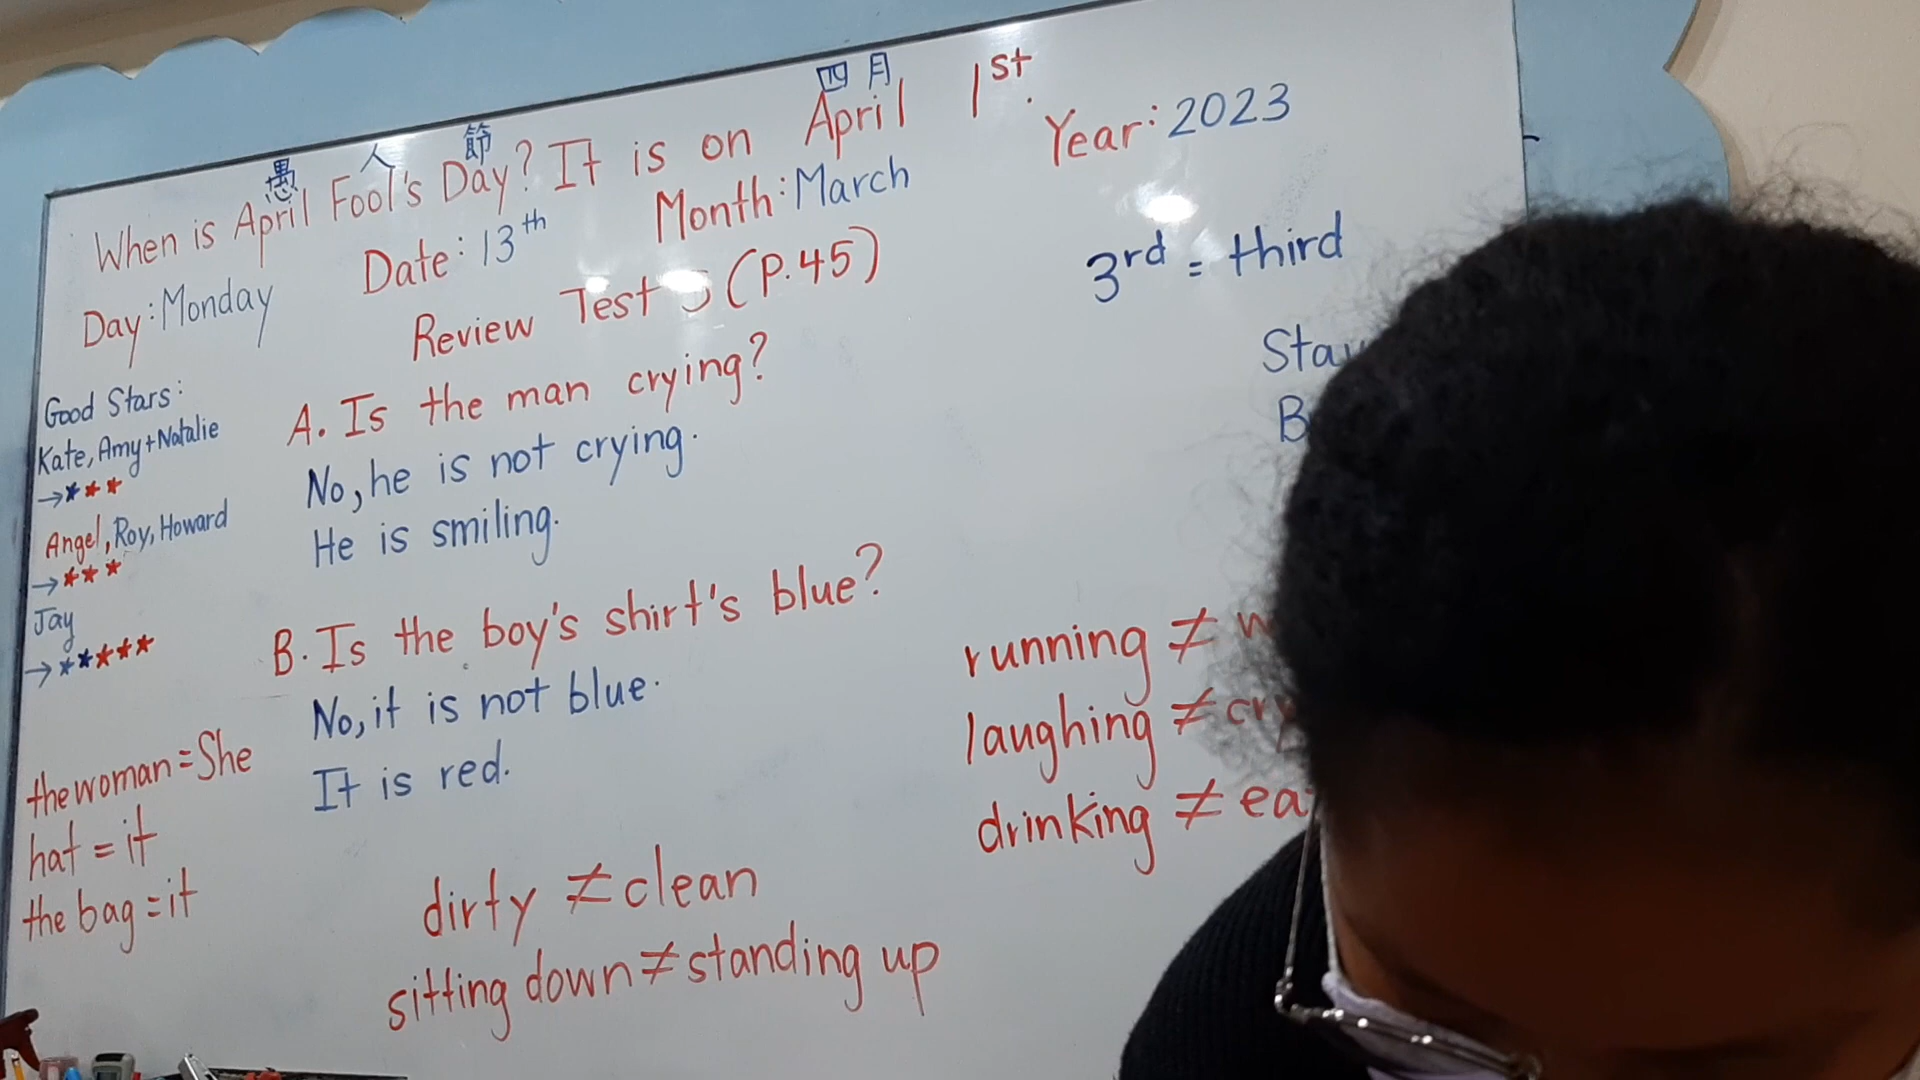 四月
愚人節
When is April Fool's Day? It is on April 1st.
Day: Monday Date: 13th Month: March Year: 2023
Review Test 5 (P.45)
3rd = third
Good Stars:
Kate, Amy + Natalie
→***
Angel, Roy, Howard
→***
Jay
→*****
the woman = She
hat = it
the bag = it
A. Is the man crying?
No, he is not crying.
He is smiling.
B. Is the boy's shirt's blue?
No, it is not blue.
It is red.
dirty ≠ clean
sitting down ≠ standing up
running ≠
laughing ≠ cry
drinking ≠ ea